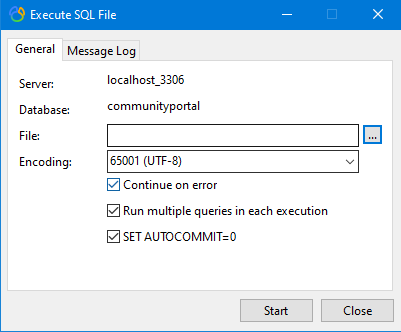 Execute SQL File
General
Message Log
Server:
localhost_3306
Database:
communityportal
File:
...
Encoding:
65001 (UTF-8)
Continue on error
Run multiple queries in each execution
SET AUTOCOMMIT=0
Start
Close